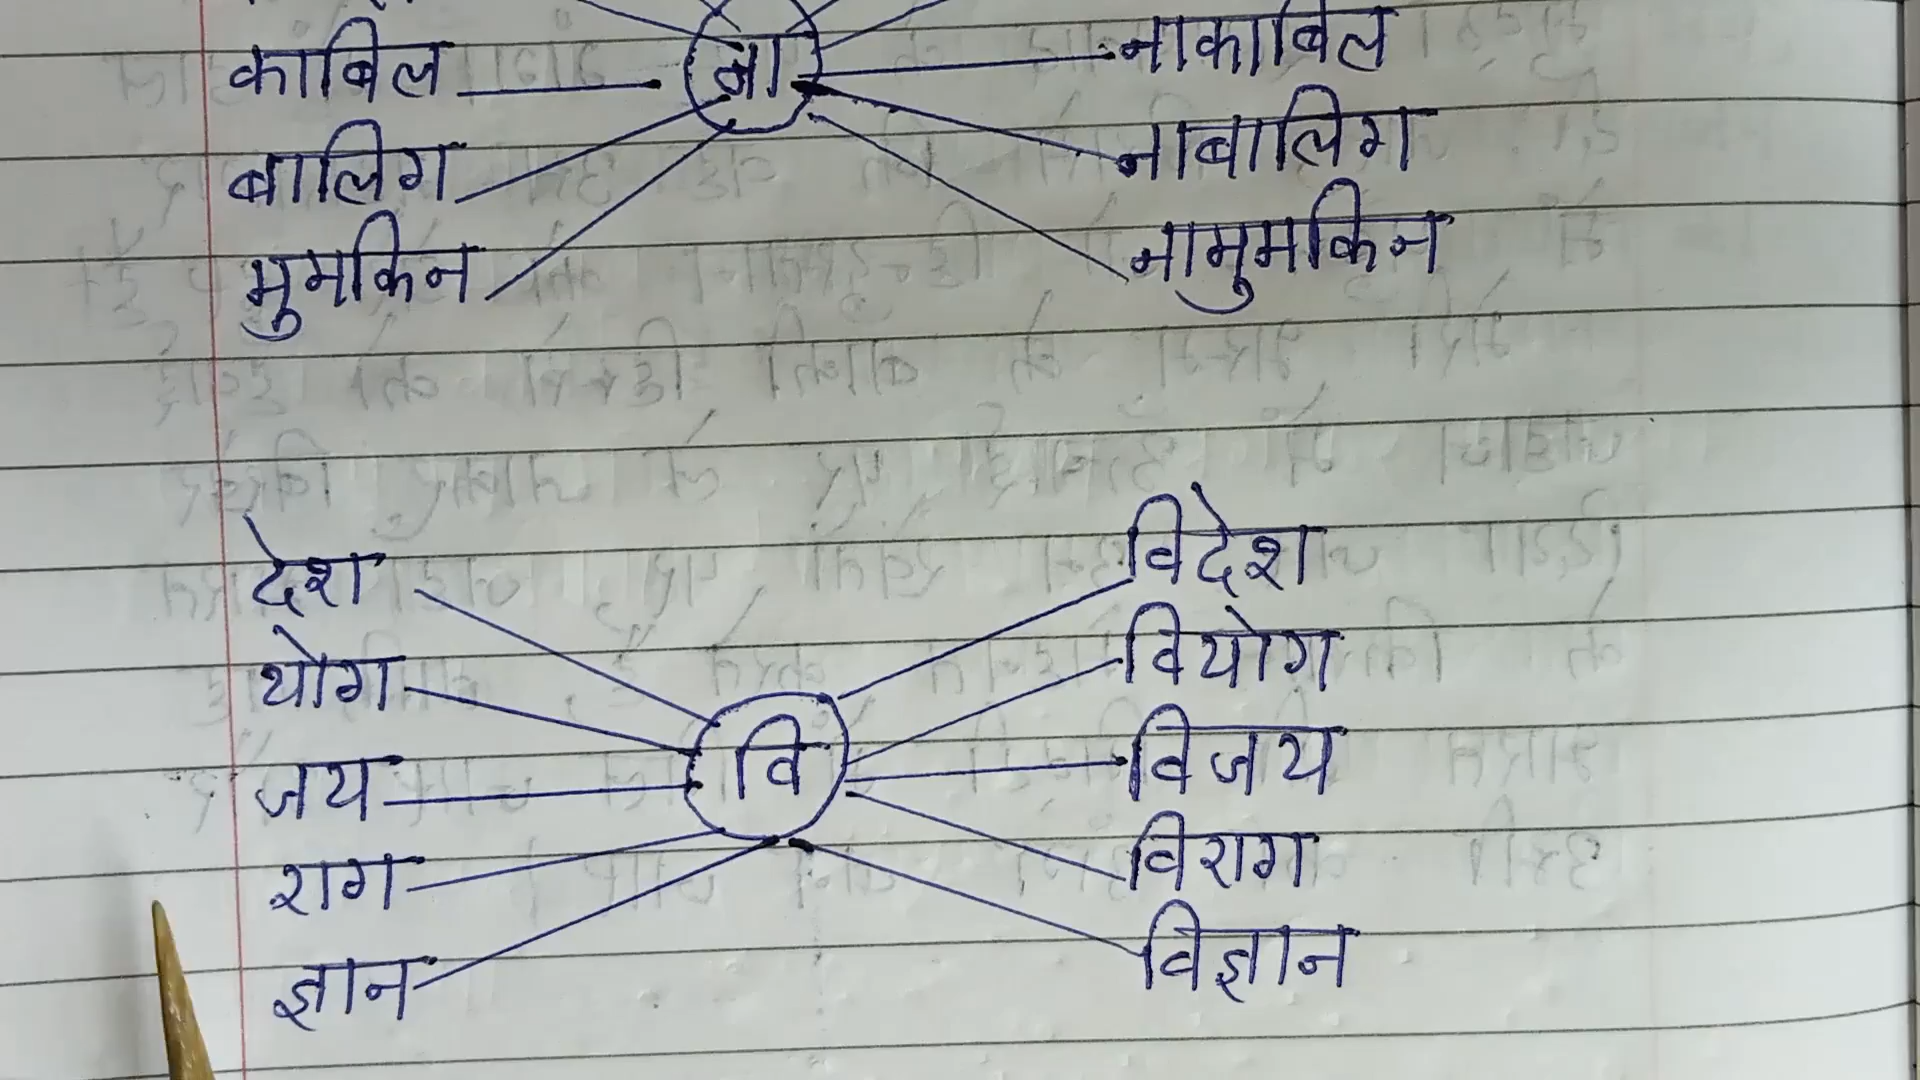 काबिल ना नाकाबिल
बालिग नाबालिग
मुमकिन नामुमकिन
देश विदेश
योग वियोग
जय वि विजय
राग विराग
ज्ञान विज्ञान